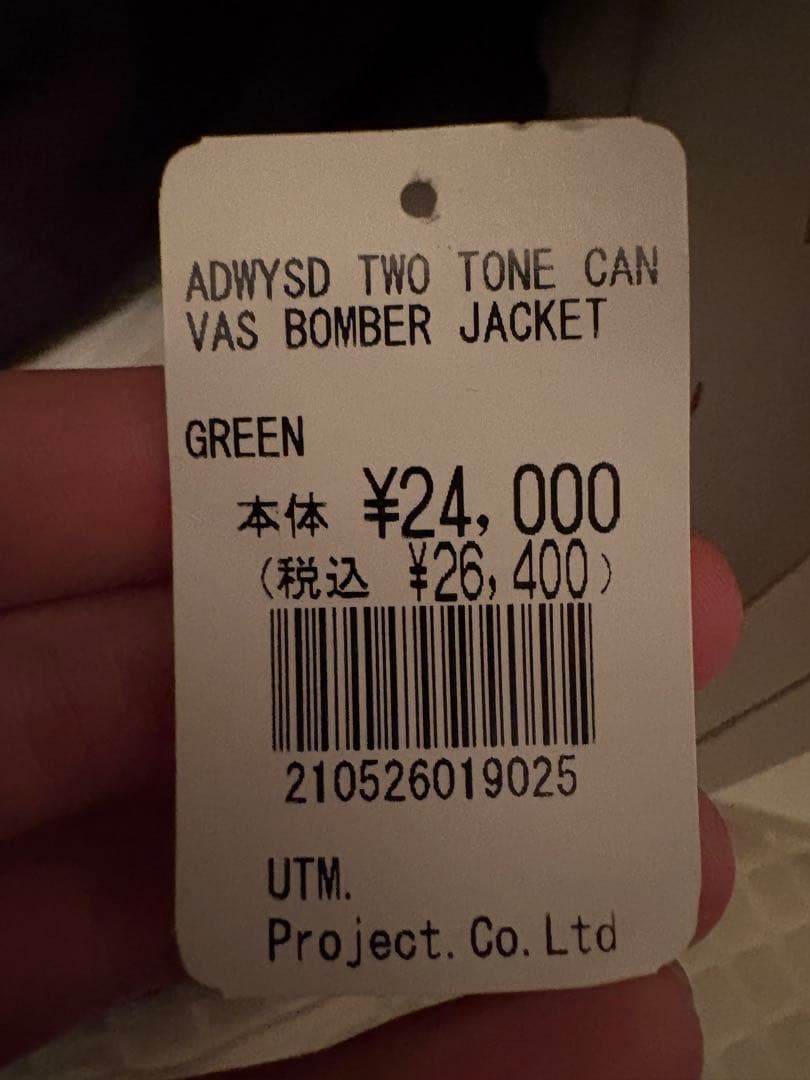 ADWYSD TWO TONE CAN
VAS BOMBER JACKET
GREEN
本体 ¥24,000
(税込 ¥26,400)
210526019025
UTM.
Project.Co.Ltd